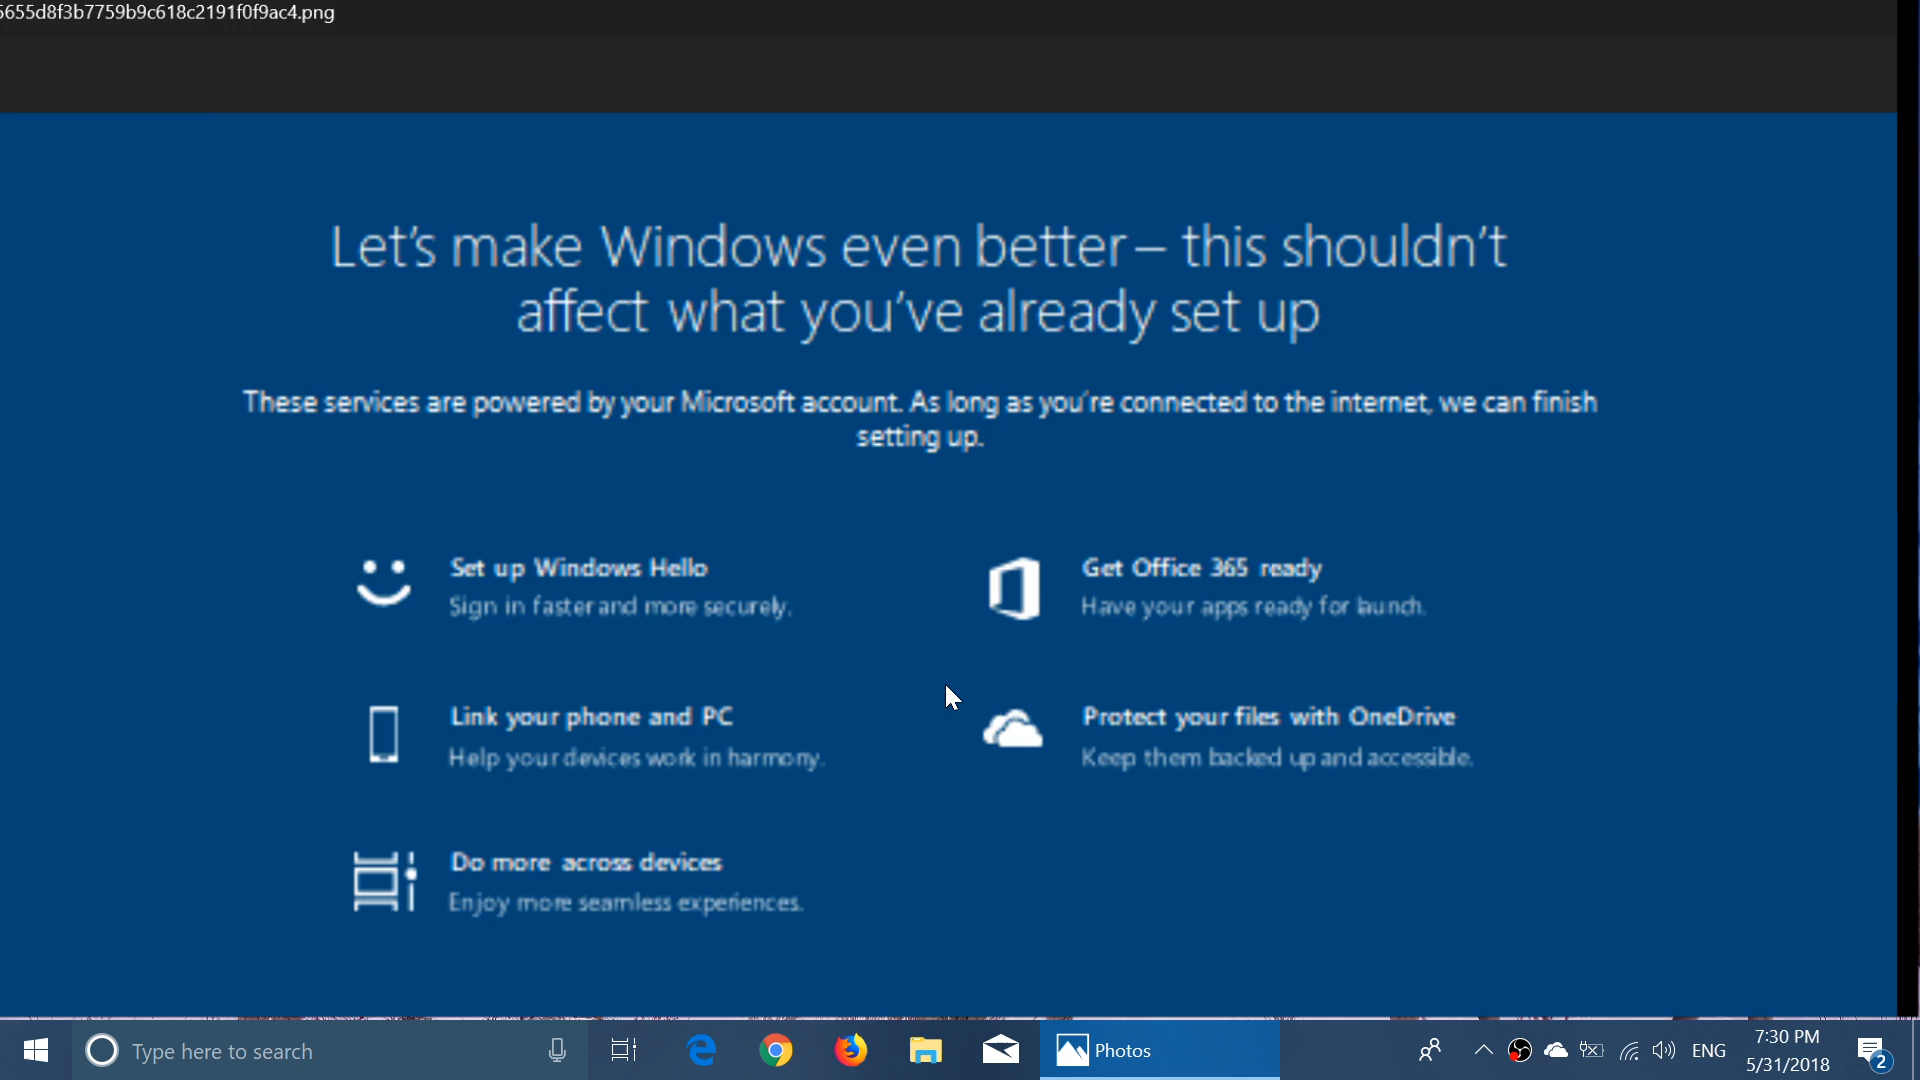 5655d8f3b7759b9c618c2191f0f9ac4.png
Let's make Windows even better – this shouldn't
affect what you've already set up
These services are powered by your Microsoft account. As long as you're connected to the internet, we can finish
setting up.
Set up Windows Hello
Sign in faster and more securely.
Get Office 365 ready
Have your apps ready for launch.
Link your phone and PC
Help your devices work in harmony.
Protect your files with OneDrive
Keep them backed up and accessible.
Do more across devices
Enjoy more seamless experiences.
Type here to search
Photos
ENG
7:30 PM
5/31/2018
2